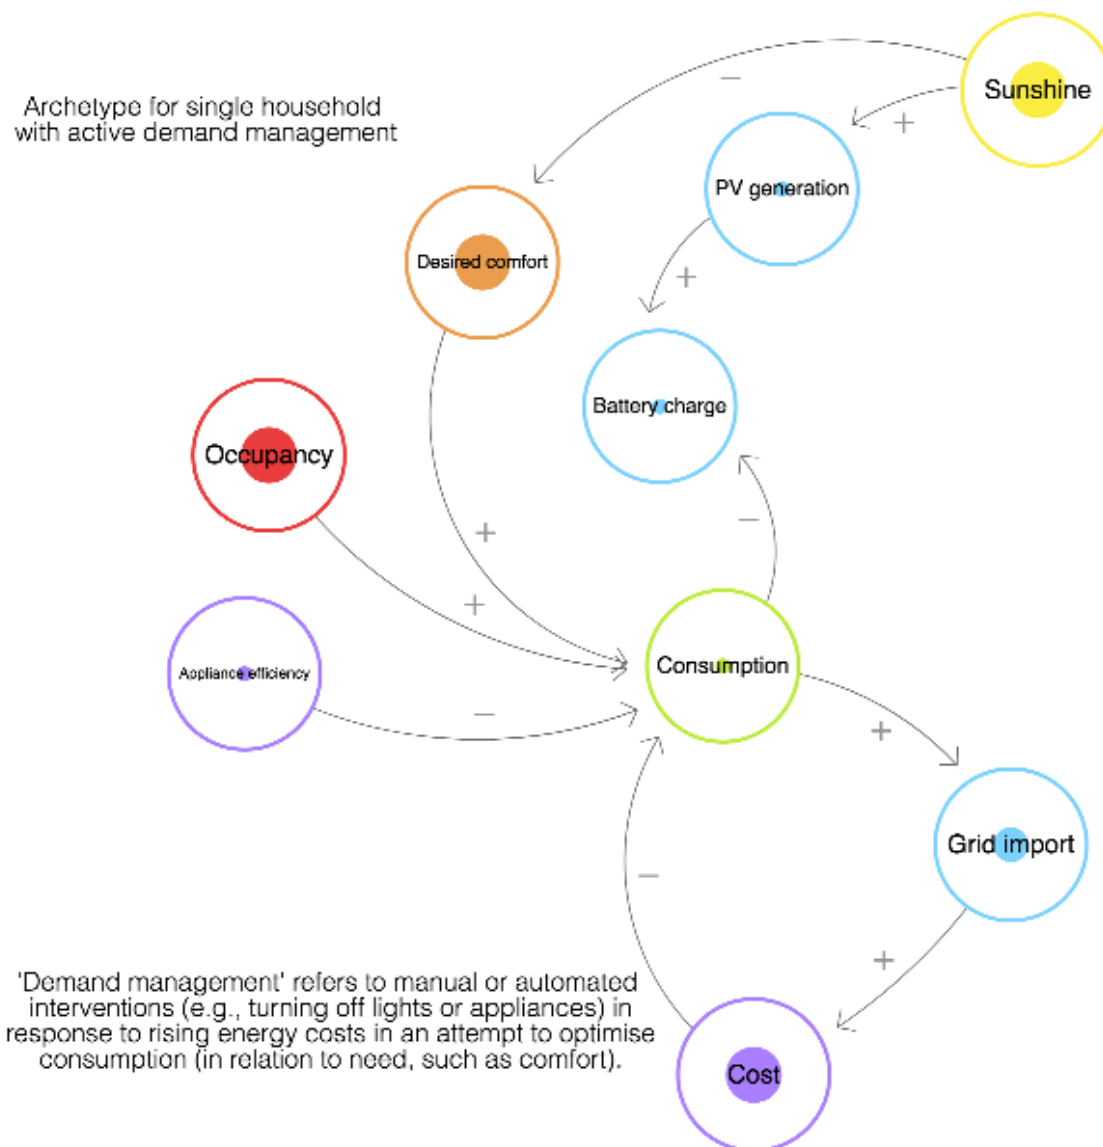 Sunshine
–
Archetype for single household
with active demand management
+
PV generation
Desired comfort
+
Battery charge
Occupancy
–
+
+
Consumption
Appliance efficiency
–
+
Grid import
–
+
'Demand management' refers to manual or automated
interventions (e.g., turning off lights or appliances) in
response to rising energy costs in an attempt to optimise
consumption (in relation to need, such as comfort).
Cost